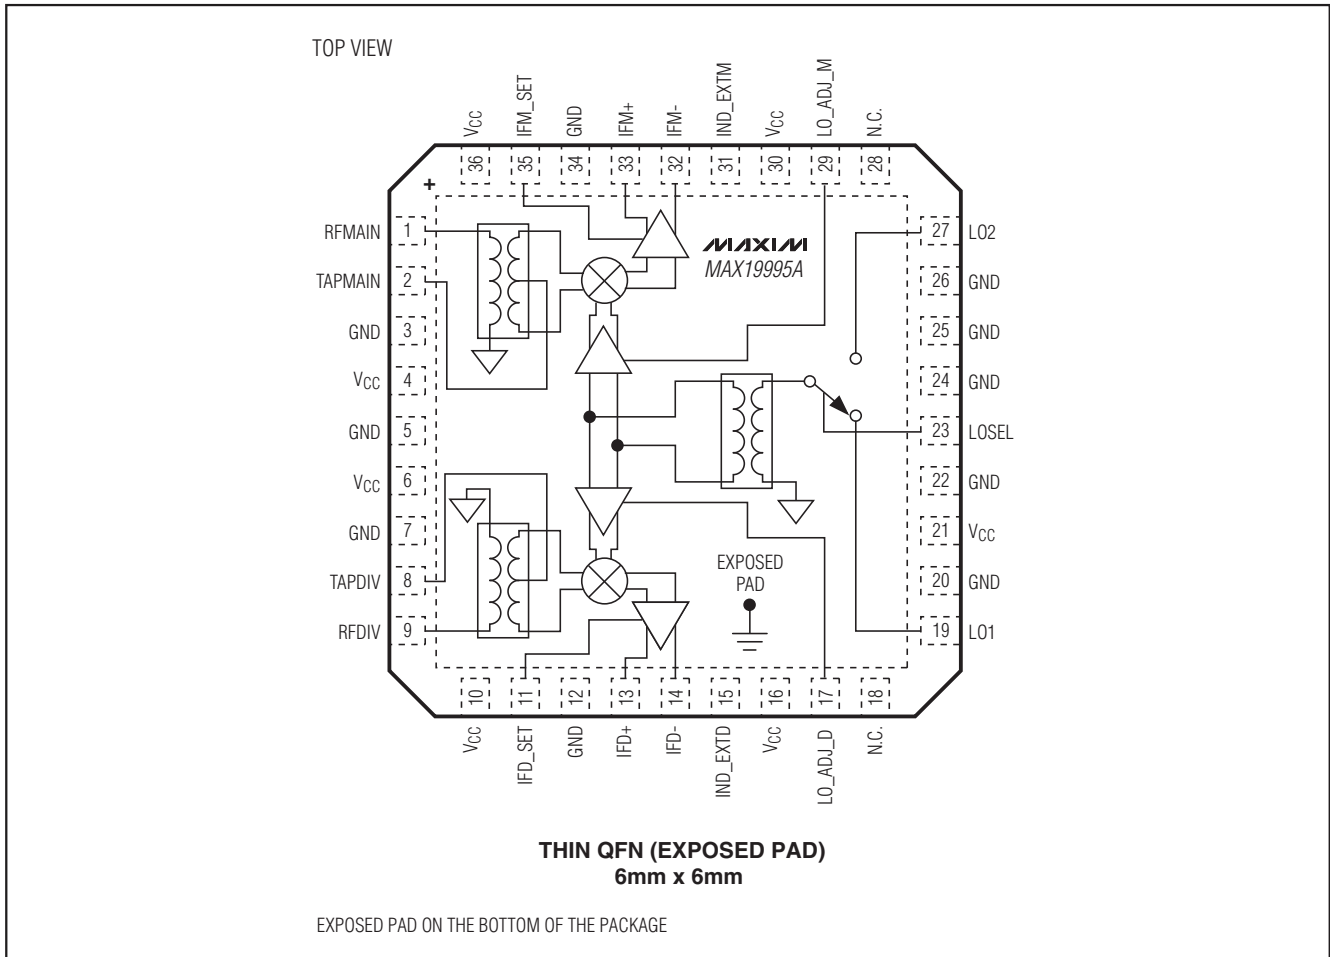 TOP VIEW
VCC
IFM_SET
GND
IFM+
IFM-
IND_EXTM
VCC
LO_ADJ_M
N.C.
36
35
34
33
32
31
30
29
28
+
RFMAIN 1
TAPMAIN 2
GND 3
VCC 4
GND 5
VCC 6
GND 7
TAPDIV 8
RFDIV 9
MAXIM
MAX19995A
EXPOSED
PAD
27 LO2
26 GND
25 GND
24 GND
23 LOSEL
22 GND
21 VCC
20 GND
19 LO1
10
11
12
13
14
15
16
17
18
VCC
IFD_SET
GND
IFD+
IFD-
IND_EXTD
VCC
LO_ADJ_D
N.C.
THIN QFN (EXPOSED PAD)
6mm x 6mm
EXPOSED PAD ON THE BOTTOM OF THE PACKAGE